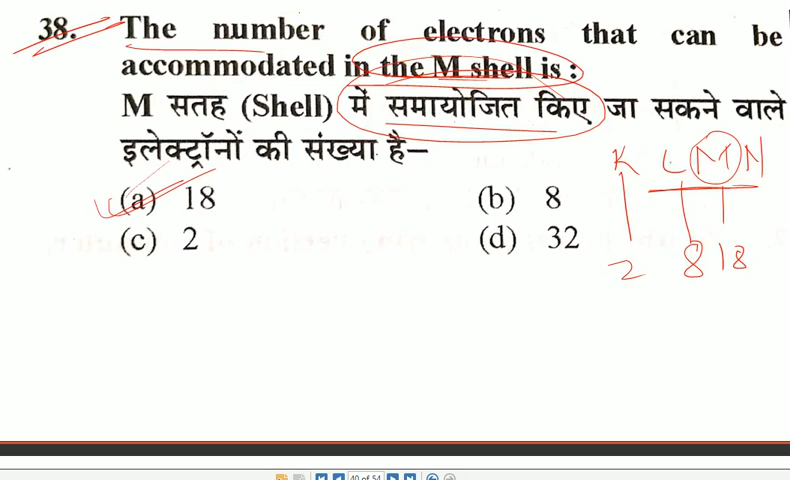 38. The number of electrons that can be
accommodated in the M shell is :
M सतह (Shell) में समायोजित किए जा सकने वाले
इलेक्ट्रॉनों की संख्या है–
K L M N
(a) 18 (b) 8
(c) 2 (d) 32
2 8 18
40 of 54